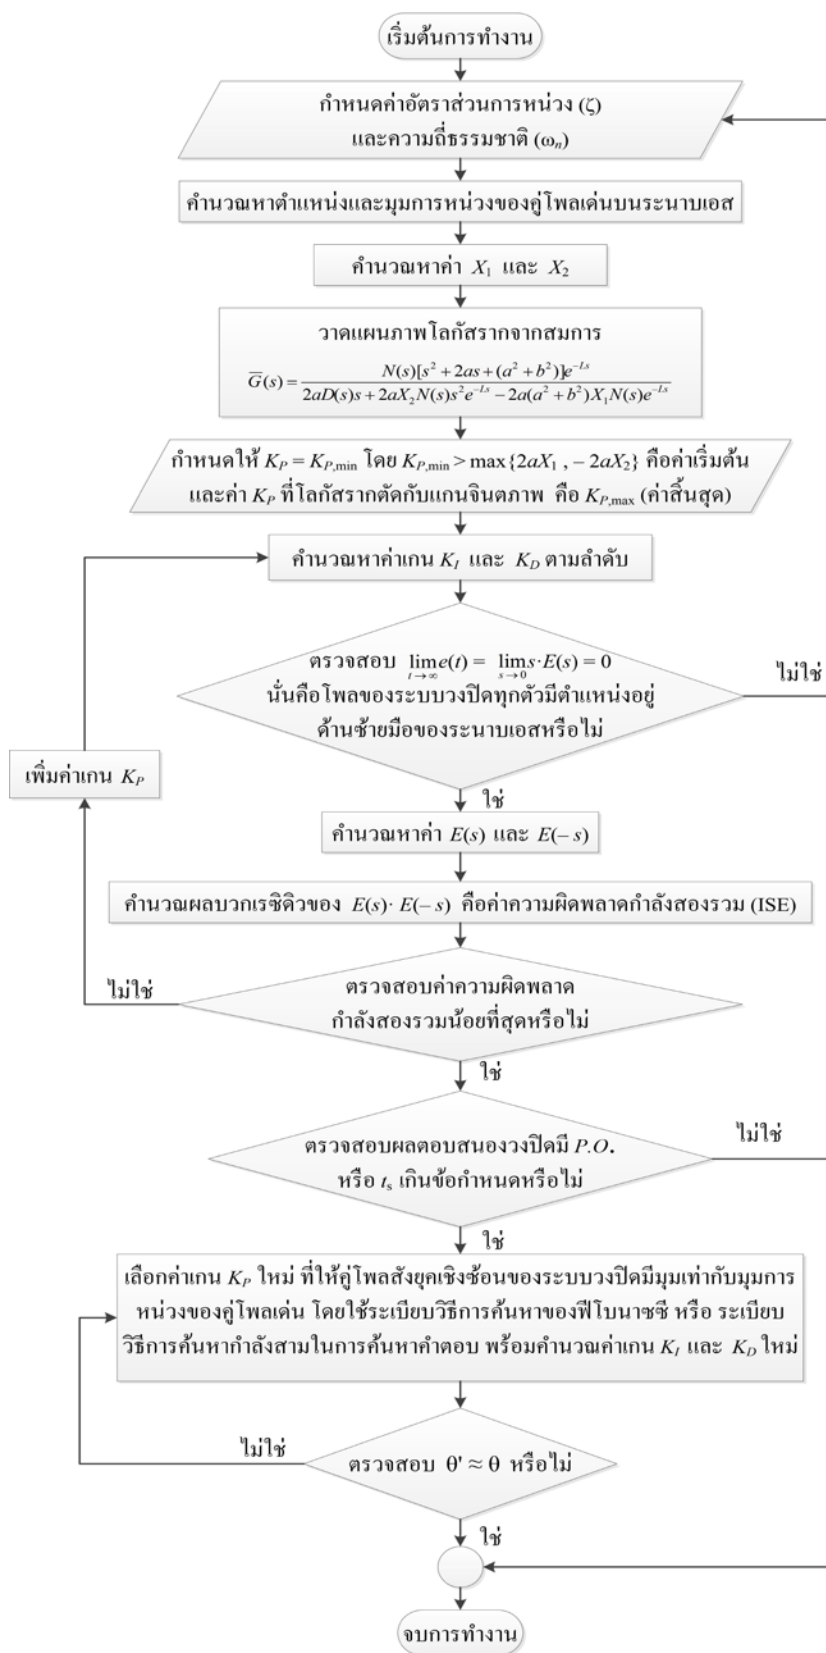 เริ่มต้นการทำงาน
กำหนดค่าอัตราส่วนการหน่วง (ζ)
และความถี่ธรรมชาติ (ωn)
คำนวณหาตำแหน่งและมุมการหน่วงของคู่โพลเด่นบนระนาบเอส
คำนวณหาค่า X1 และ X2
วาดแผนภาพโลกัสรากจากสมการ
G̅(s) = N(s)[s² + 2as + (a² + b²)]e^−Ls / 2aD(s)s + 2aX2N(s)s²e^−Ls − 2a(a² + b²)X1N(s)e^−Ls
กำหนดให้ KP = KP,min โดย KP,min > max{2aX1 , − 2aX2} คือค่าเริ่มต้น
และค่า KP ที่โลกัสรากตัดกับแกนจินตภาพ คือ KP,max (ค่าสิ้นสุด)
คำนวณหาค่าเกน KI และ KD ตามลำดับ
ตรวจสอบ lim t→∞ e(t) = lim s→0 s·E(s) = 0
นั่นคือโพลของระบบวงปิดทุกตัวมีตำแหน่งอยู่
ด้านซ้ายมือของระนาบเอสหรือไม่
ไม่ใช่
เพิ่มค่าเกน KP
ใช่
คำนวณหาค่า E(s) และ E(− s)
คำนวณผลบวกเรซิดิวของ E(s)· E(− s) คือค่าความผิดพลาดกำลังสองรวม (ISE)
ไม่ใช่
ตรวจสอบค่าความผิดพลาด
กำลังสองรวมน้อยที่สุดหรือไม่
ใช่
ตรวจสอบผลตอบสนองวงปิดมี P.O.
หรือ ts เกินข้อกำหนดหรือไม่
ไม่ใช่
ใช่
เลือกค่าเกน KP ใหม่ ที่ให้คู่โพลสังยุคเชิงซ้อนของระบบวงปิดมีมุมเท่ากับมุมการ
หน่วงของคู่โพลเด่น โดยใช้ระเบียบวิธีการค้นหาของฟีโบนาซซี หรือ ระเบียบ
วิธีการค้นหากำลังสามในการค้นหาคำตอบ พร้อมคำนวณค่าเกน KI และ KD ใหม่
ไม่ใช่
ตรวจสอบ θ' ≈ θ หรือไม่
ใช่
จบการทำงาน